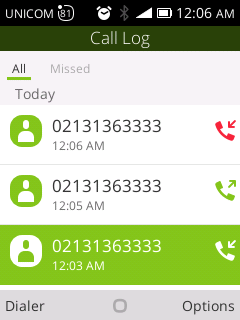 UNICOM 81 12:06 AM
Call Log
All Missed
Today
02131363333
12:06 AM
02131363333
12:05 AM
02131363333
12:03 AM
Dialer Options